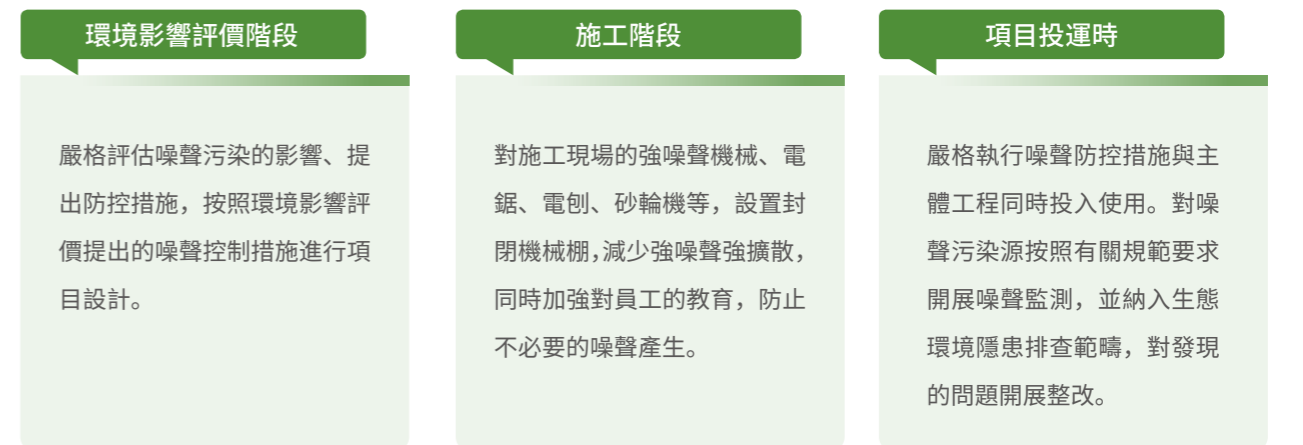 環境影響評價階段
嚴格評估噪聲污染的影響、提
出防控措施，按照環境影響評
價提出的噪聲控制措施進行項
目設計。
施工階段
對施工現場的強噪聲機械、電
鋸、電刨、砂輪機等，設置封
閉機械棚，減少強噪聲強擴散，
同時加強對員工的教育，防止
不必要的噪聲產生。
項目投運時
嚴格執行噪聲防控措施與主
體工程同時投入使用。對噪
聲污染源按照有關規範要求
開展噪聲監測，並納入生態
環境隱患排查範疇，對發現
的問題開展整改。